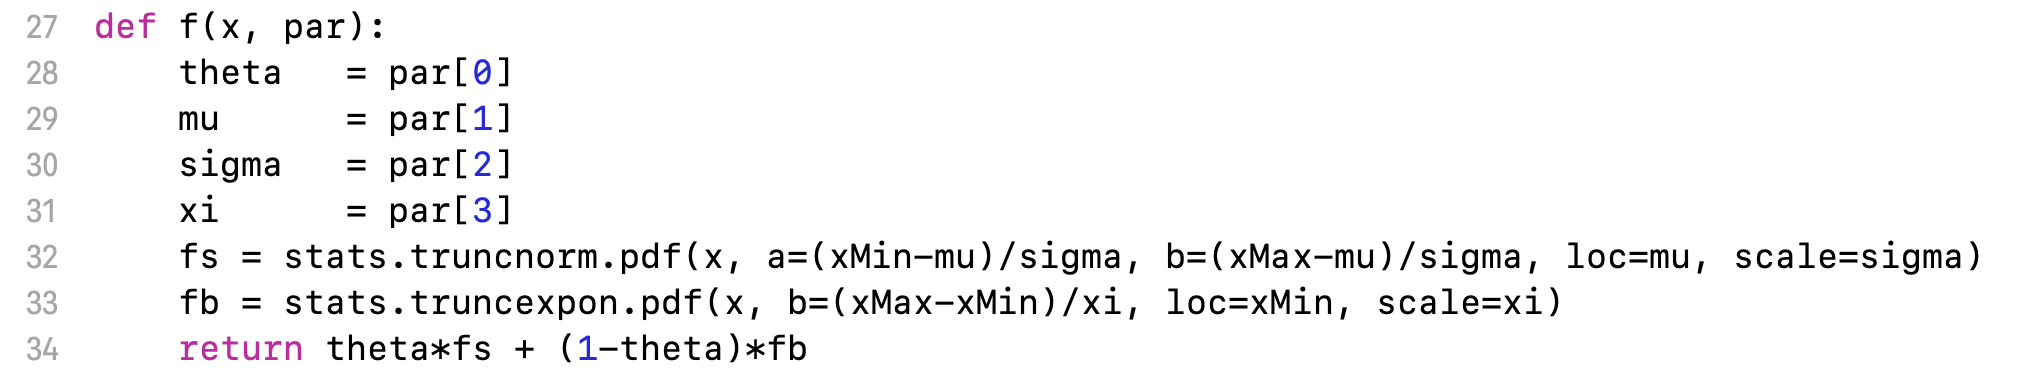 27 def f(x, par):
28     theta   = par[0]
29     mu      = par[1]
30     sigma   = par[2]
31     xi      = par[3]
32     fs = stats.truncnorm.pdf(x, a=(xMin-mu)/sigma, b=(xMax-mu)/sigma, loc=mu, scale=sigma)
33     fb = stats.truncexpon.pdf(x, b=(xMax-xMin)/xi, loc=xMin, scale=xi)
34     return theta*fs + (1-theta)*fb